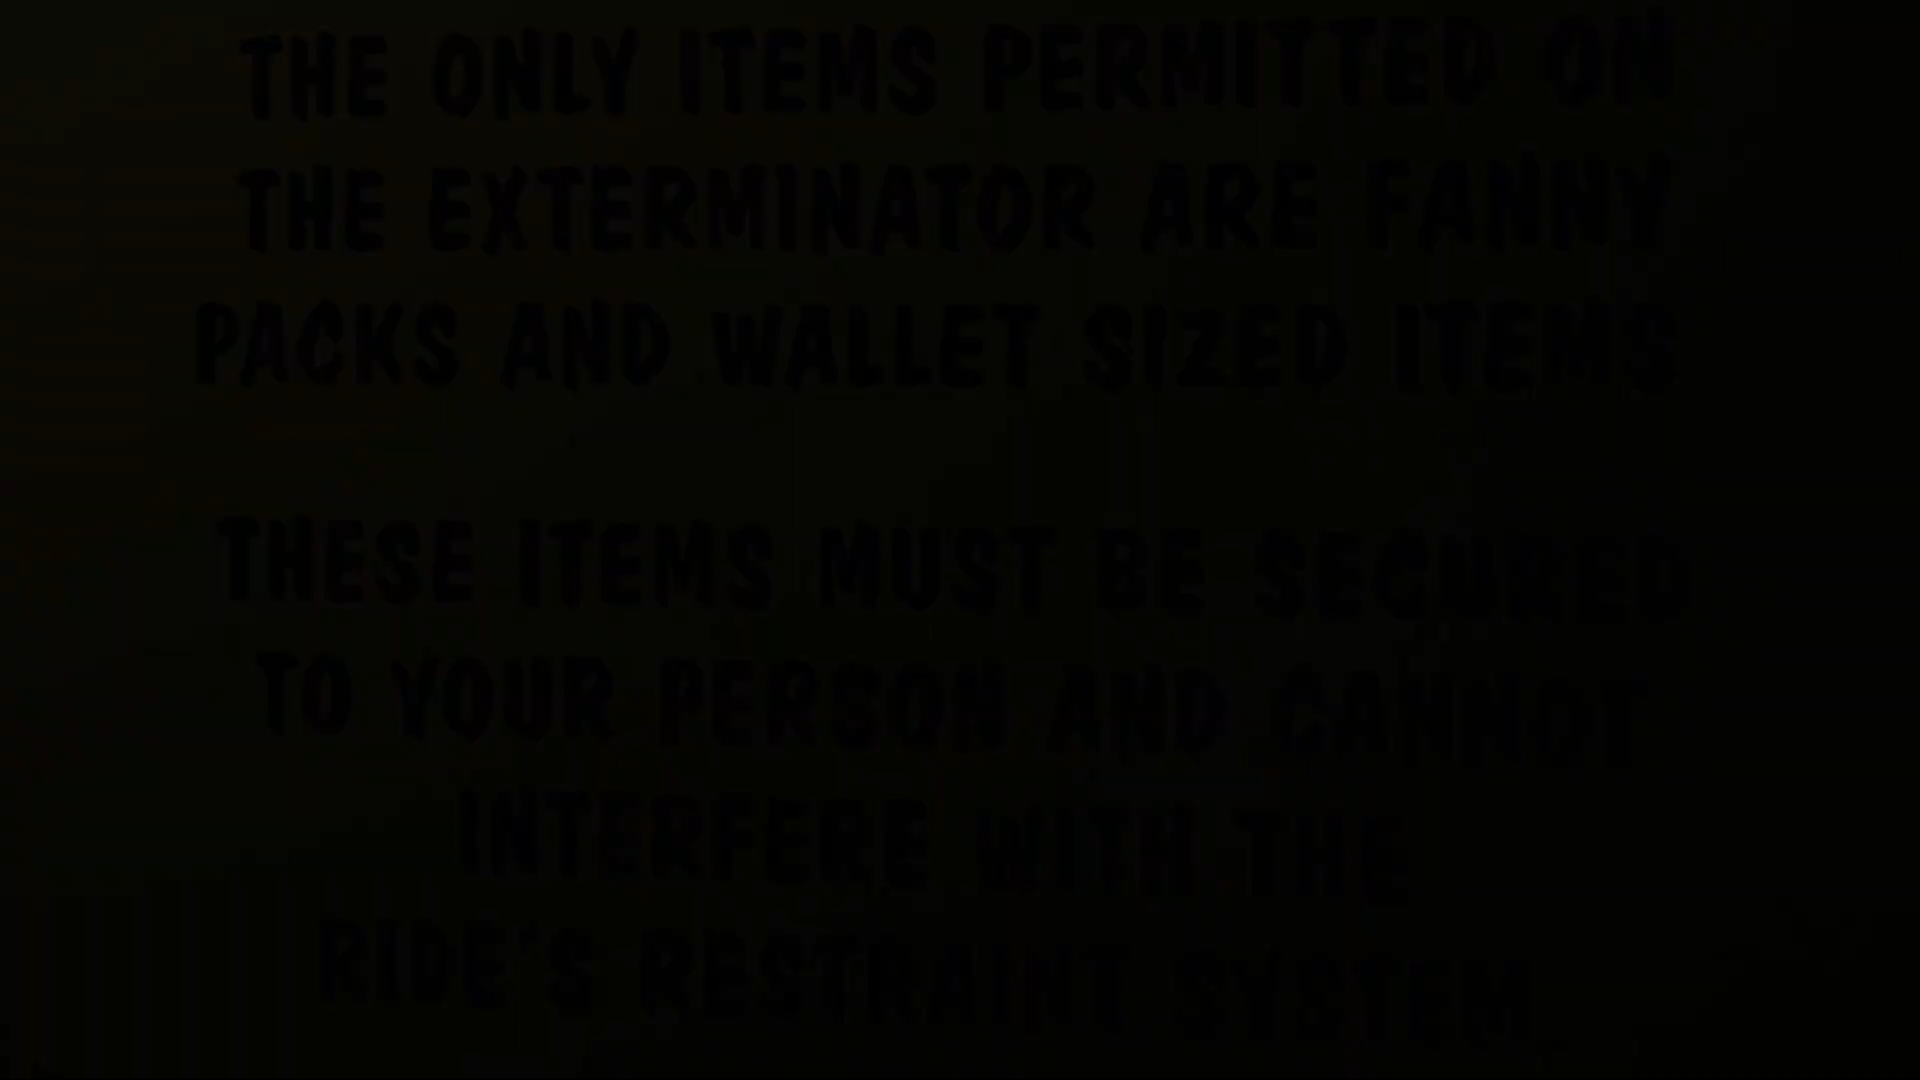 THE ONLY ITEMS PERMITTED ON
THE EXTERMINATOR ARE FANNY
PACKS AND WALLET SIZED ITEMS
THESE ITEMS MUST BE SECURED
TO YOUR PERSON AND CANNOT
INTERFERE WITH THE
RIDE'S RESTRAINT SYSTEM